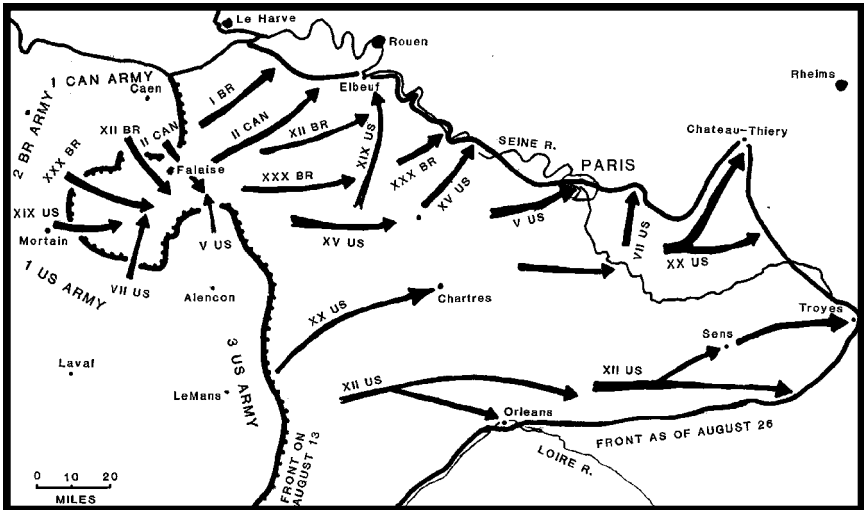 Le Harve
Rouen
Rheims
1 CAN ARMY
Caen
I BR
Elbeuf
2 BR ARMY
XII BR
II CAN
II CAN
XII BR
XIX US
Chateau-Thiery
SEINE R.
PARIS
XXX BR
Falaise
XXX BR
XXX BR
XV US
XIX US
Mortain
V US
XV US
V US
VII US
XX US
1 US ARMY
VII US
Alencon
XX US
Chartres
Troyes
Sens
Laval
3 US ARMY
LeMans
XII US
XII US
Orleans
FRONT AS OF AUGUST 26
LOIRE R.
FRONT ON
AUGUST 13
0 10 20
MILES